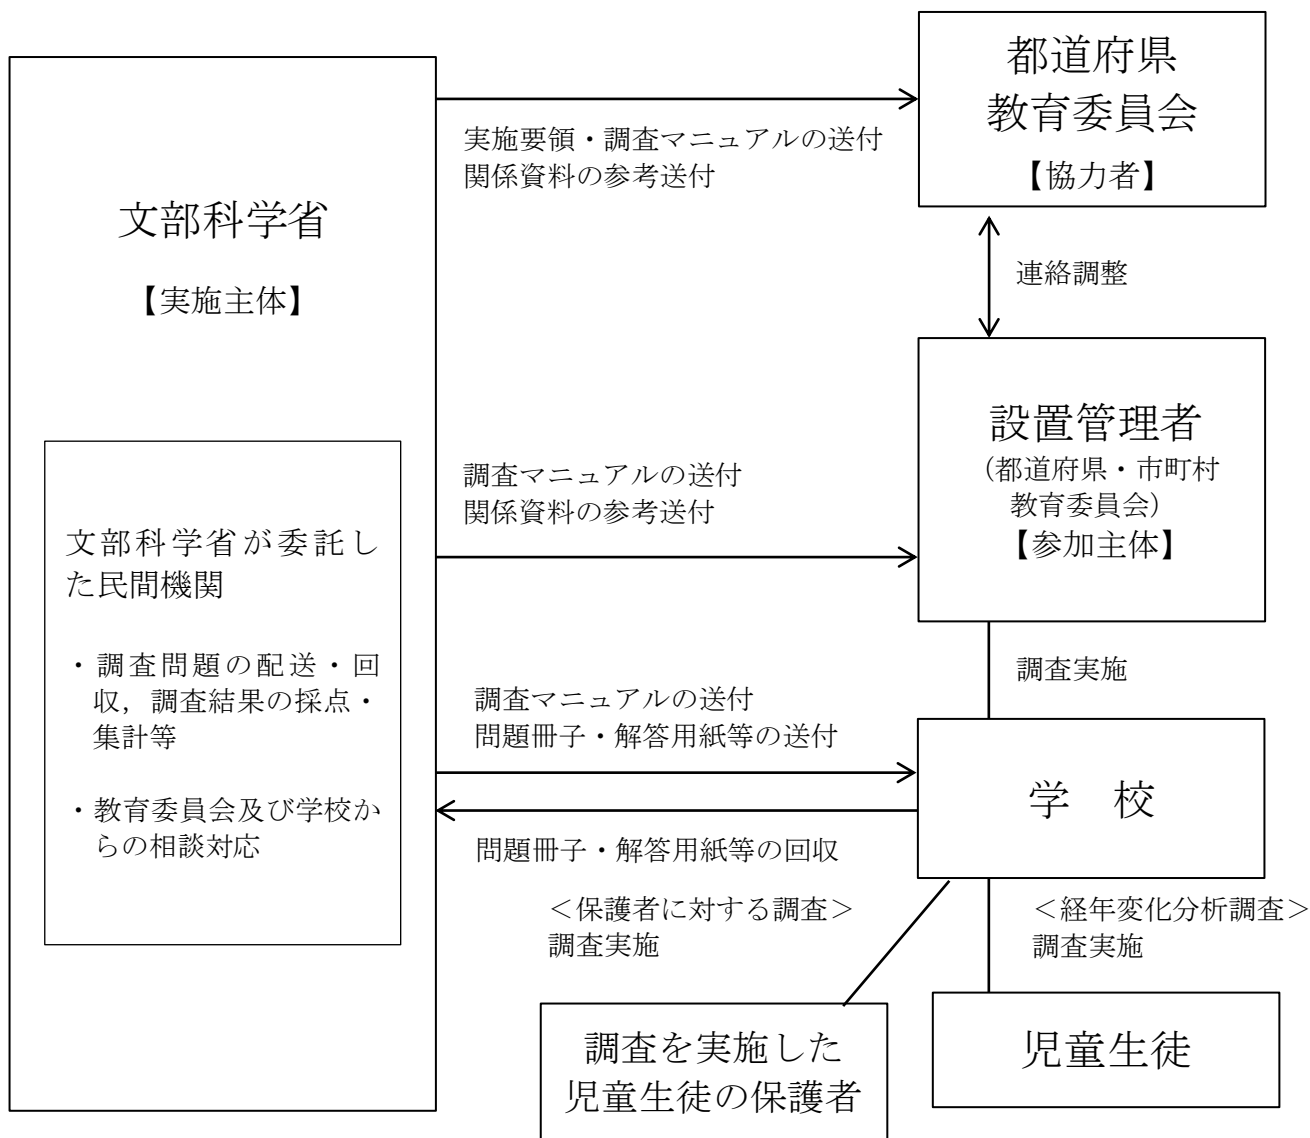 都道府県
教育委員会
【協力者】
実施要領・調査マニュアルの送付
関係資料の参考送付
文部科学省
【実施主体】
連絡調整
設置管理者
（都道府県・市町村
教育委員会）
【参加主体】
調査マニュアルの送付
関係資料の参考送付
文部科学省が委託し
た民間機関
・調査問題の配送・回
収，調査結果の採点・
集計等
・教育委員会及び学校か
らの相談対応
調査実施
調査マニュアルの送付
問題冊子・解答用紙等の送付
学　校
問題冊子・解答用紙等の回収
＜保護者に対する調査＞
調査実施
＜経年変化分析調査＞
調査実施
調査を実施した
児童生徒の保護者
児童生徒